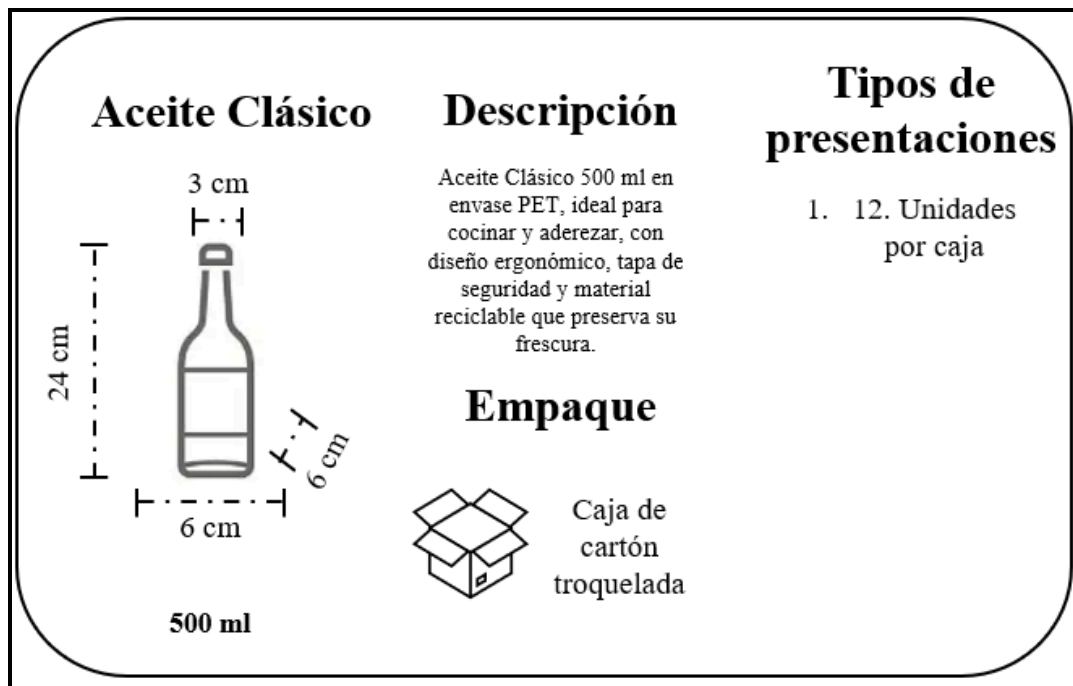 Aceite Clásico
3 cm
24 cm
6 cm
6 cm
500 ml
Descripción
Aceite Clásico 500 ml en
envase PET, ideal para
cocinar y aderezar, con
diseño ergonómico, tapa de
seguridad y material
reciclable que preserva su
frescura.
Empaque
Caja de
cartón
troquelada
Tipos de
presentaciones
1. 12. Unidades
por caja